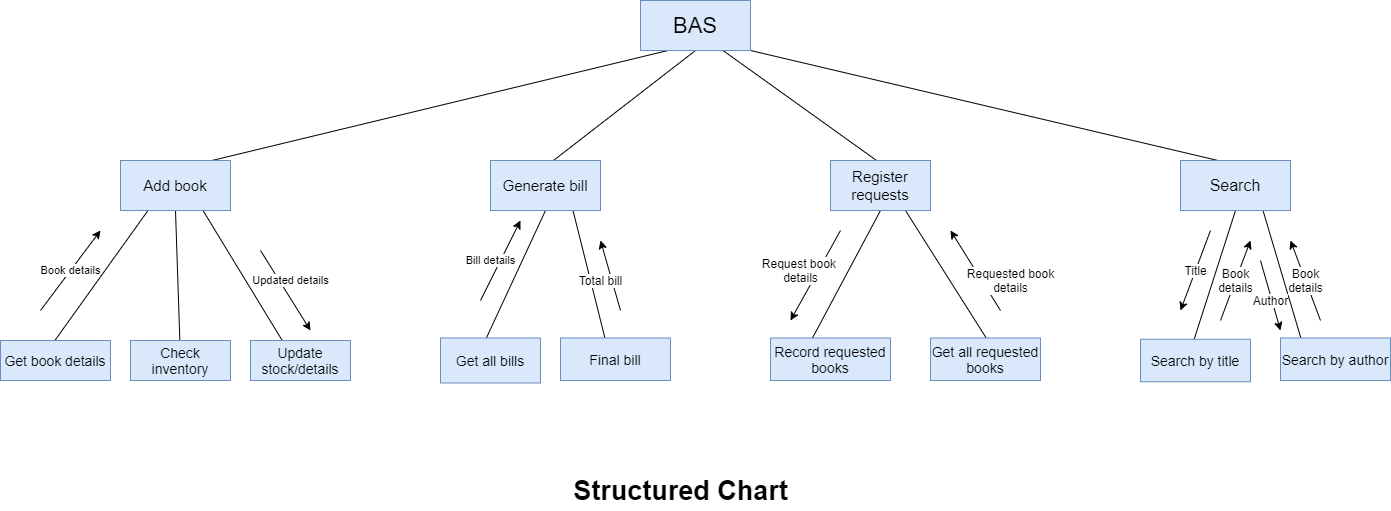 BAS
Add book
Generate bill
Register
requests
Search
Book details
Updated details
Bill details
Total bill
Request book
details
Requested book
details
Title
Book
details
Author
Book
details
Get book details
Check
inventory
Update
stock/details
Get all bills
Final bill
Record requested
books
Get all requested
books
Search by title
Search by author
Structured Chart